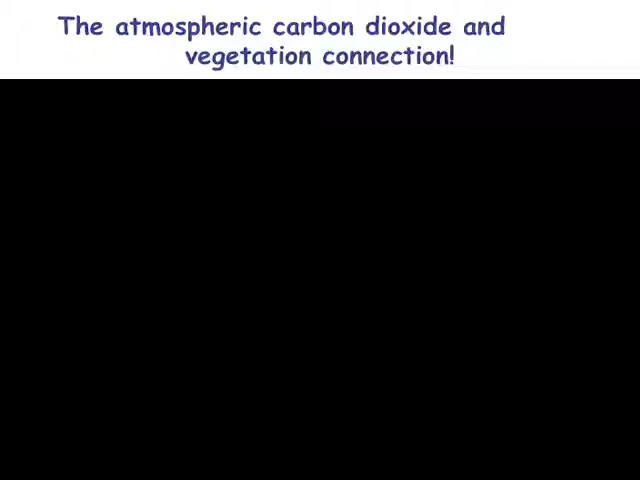 The atmospheric carbon dioxide and
vegetation connection!